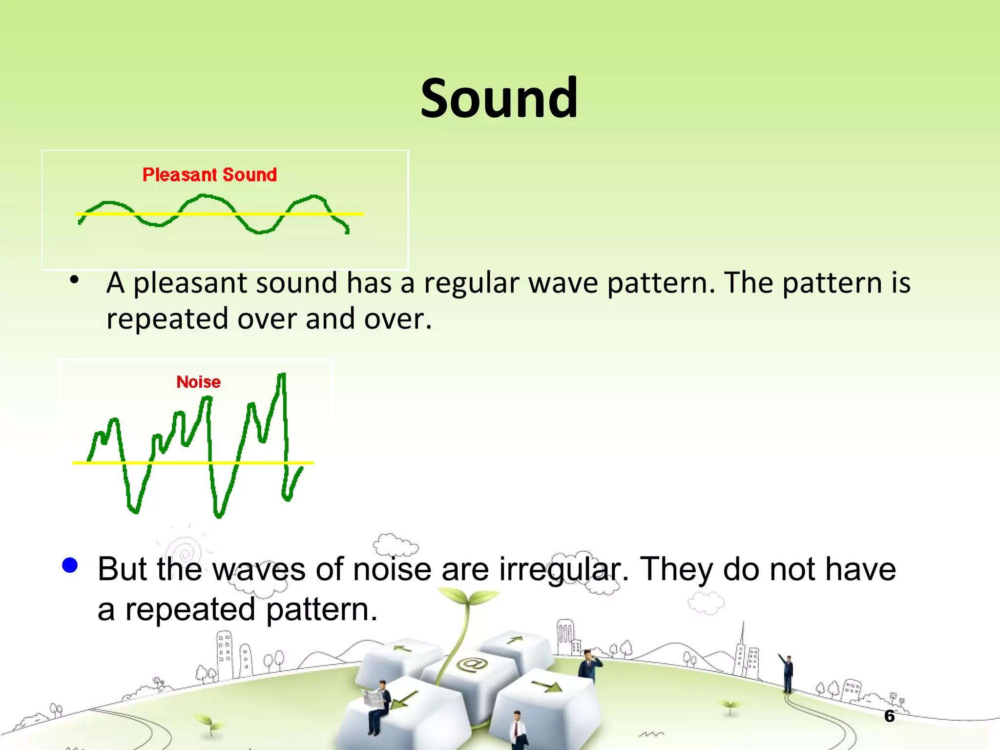 Sound
Pleasant Sound
• A pleasant sound has a regular wave pattern. The pattern is
repeated over and over.
Noise
• But the waves of noise are irregular. They do not have
a repeated pattern.
@
6